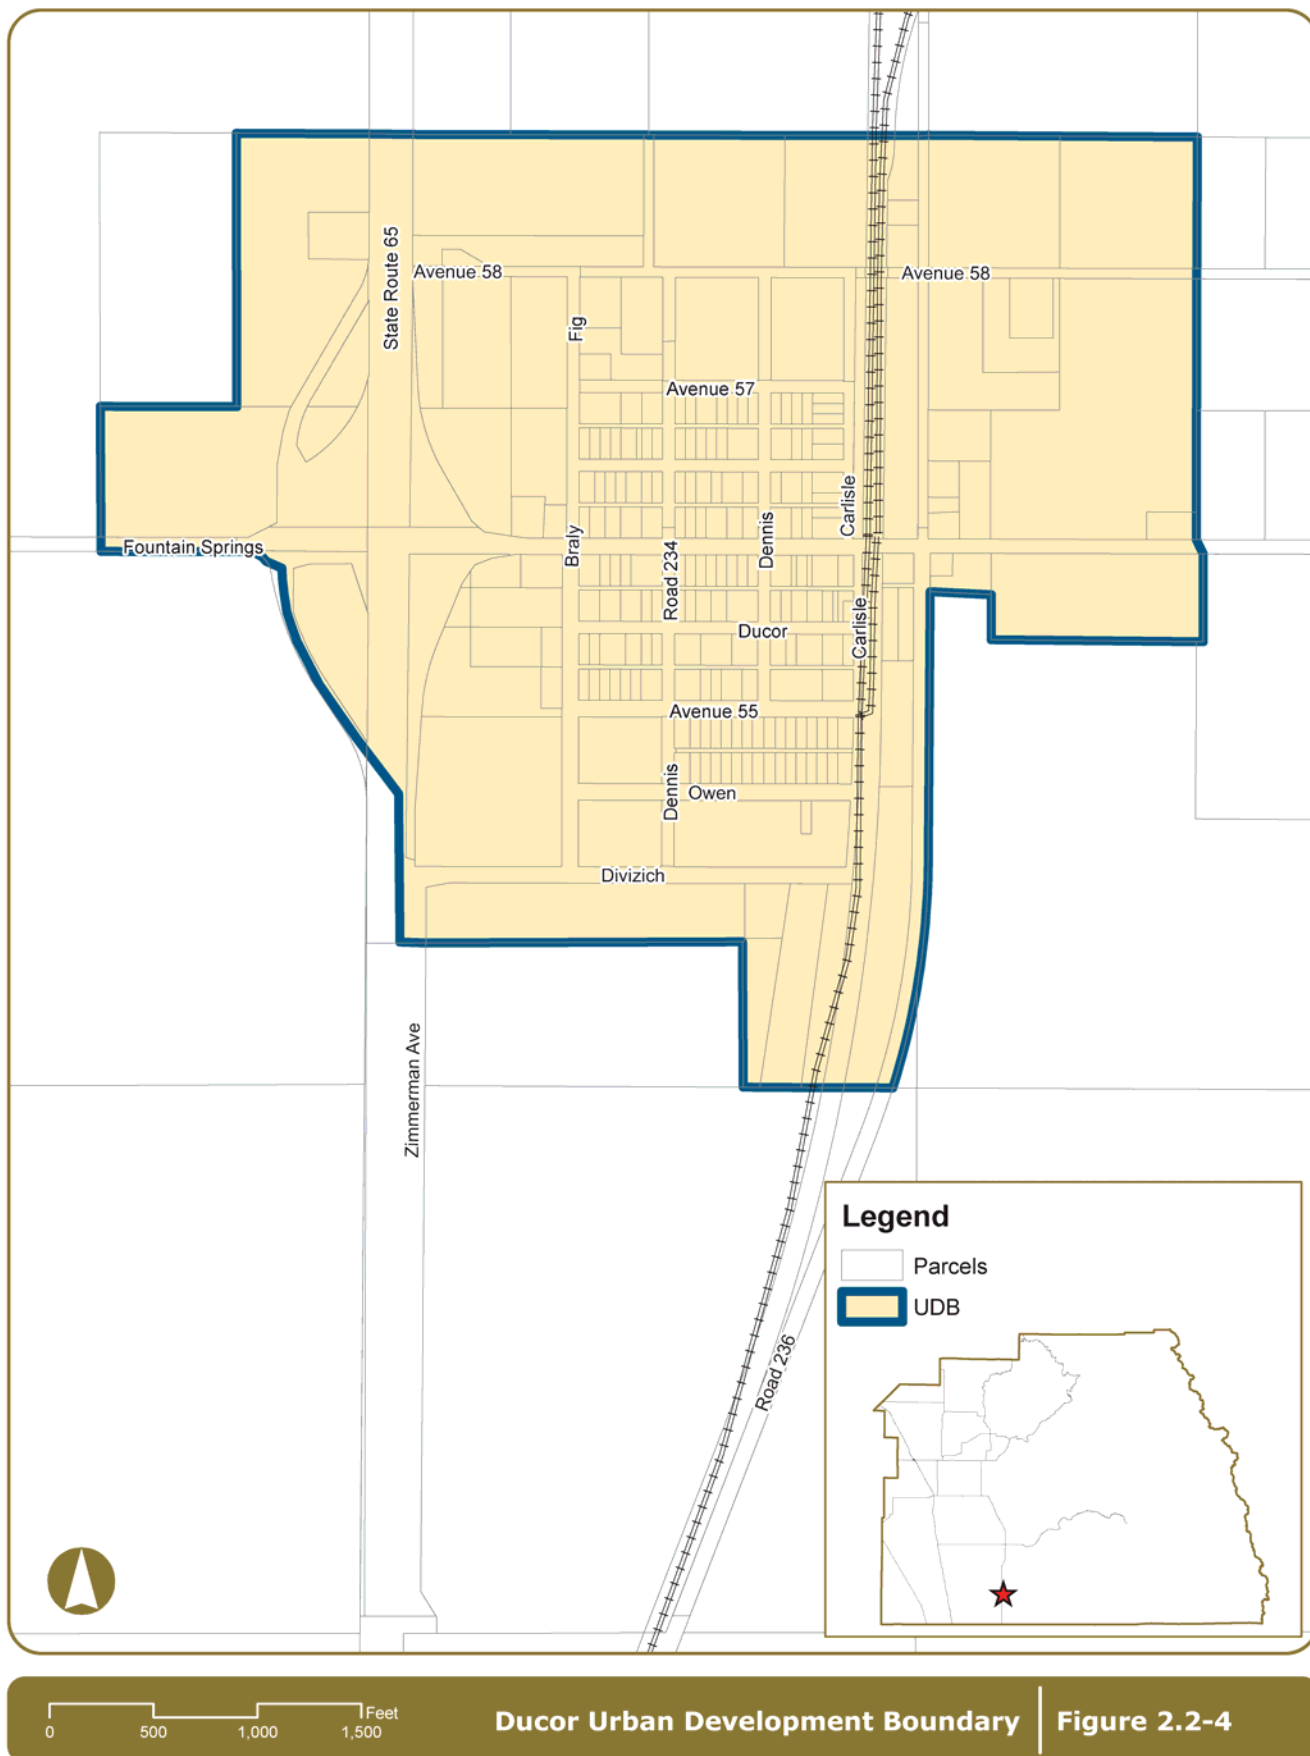 State Route 65
Avenue 58
Avenue 58
Fig
Avenue 57
Carlisle
Fountain Springs
Braly
Dennis
Road 234
Carlisle
Ducor
Avenue 55
Dennis
Owen
Divizich
Zimmerman Ave
Road 236
Legend
Parcels
UDB
Feet
0 500 1,000 1,500
Ducor Urban Development Boundary
Figure 2.2-4